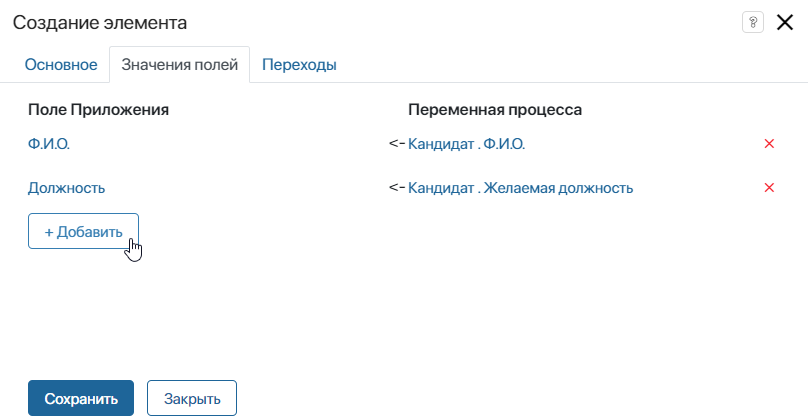 Создание элемента
Основное Значения полей Переходы
Поле Приложения Переменная процесса
Ф.И.О. <- Кандидат . Ф.И.О.
Должность <- Кандидат . Желаемая должность
+ Добавить
Сохранить Закрыть